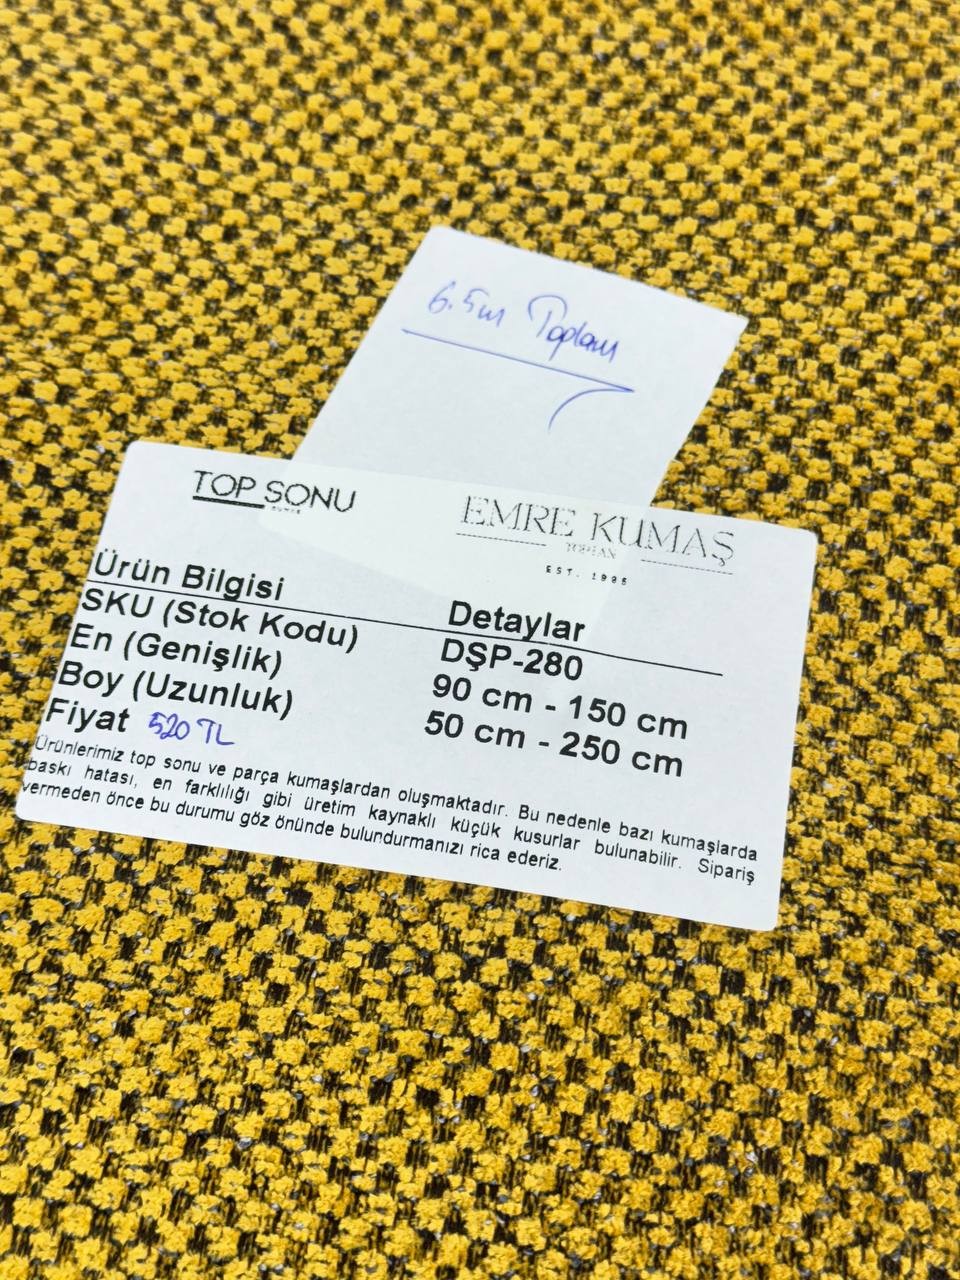 6.5m Toplam
TOP SONU
EMRE KUMAŞ
TOPTAN
EST. 1995
Ürün Bilgisi Detaylar
SKU (Stok Kodu) DŞP-280
En (Genişlik) 90 cm - 150 cm
Boy (Uzunluk) 50 cm - 250 cm
Fiyat 520 TL
Ürünlerimiz top sonu ve parça kumaşlardan oluşmaktadır. Bu nedenle bazı kumaşlarda
baskı hatası, en farklılığı gibi üretim kaynaklı küçük kusurlar bulunabilir. Sipariş
vermeden önce bu durumu göz önünde bulundurmanızı rica ederiz.